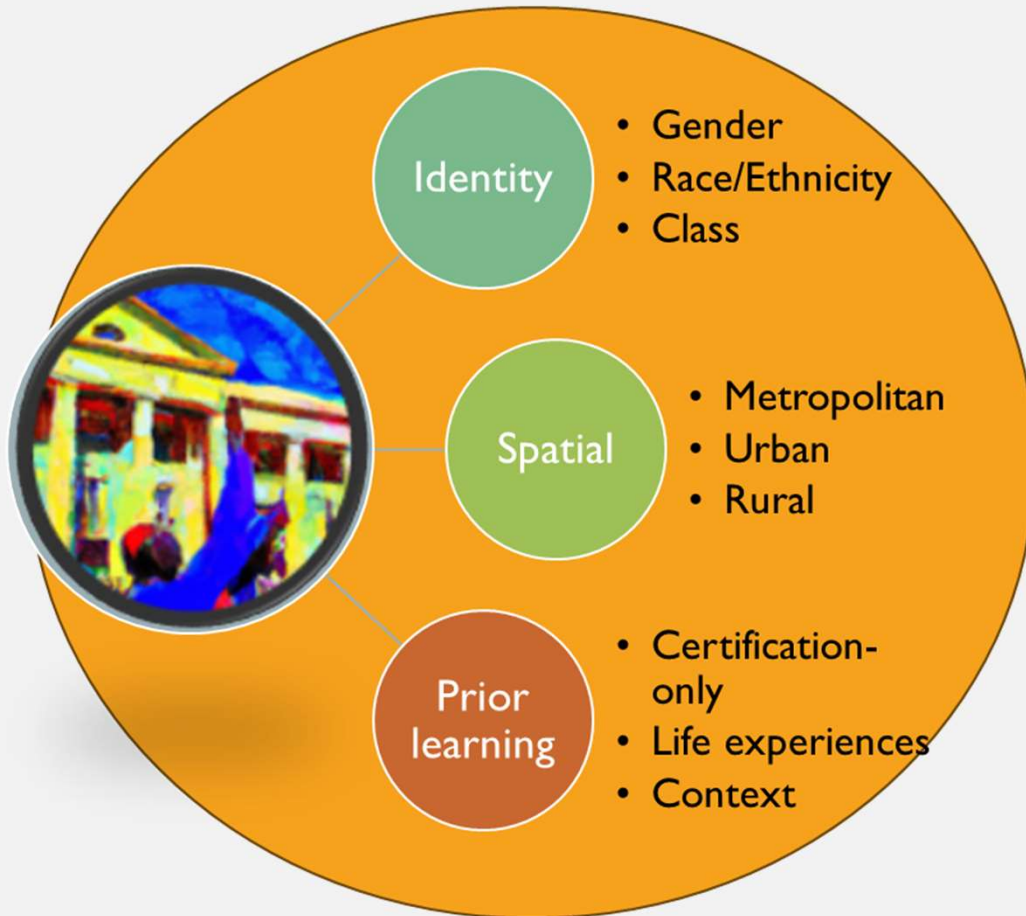 Identity
• Gender
• Race/Ethnicity
• Class
Spatial
• Metropolitan
• Urban
• Rural
Prior
learning
• Certification-
only
• Life experiences
• Context